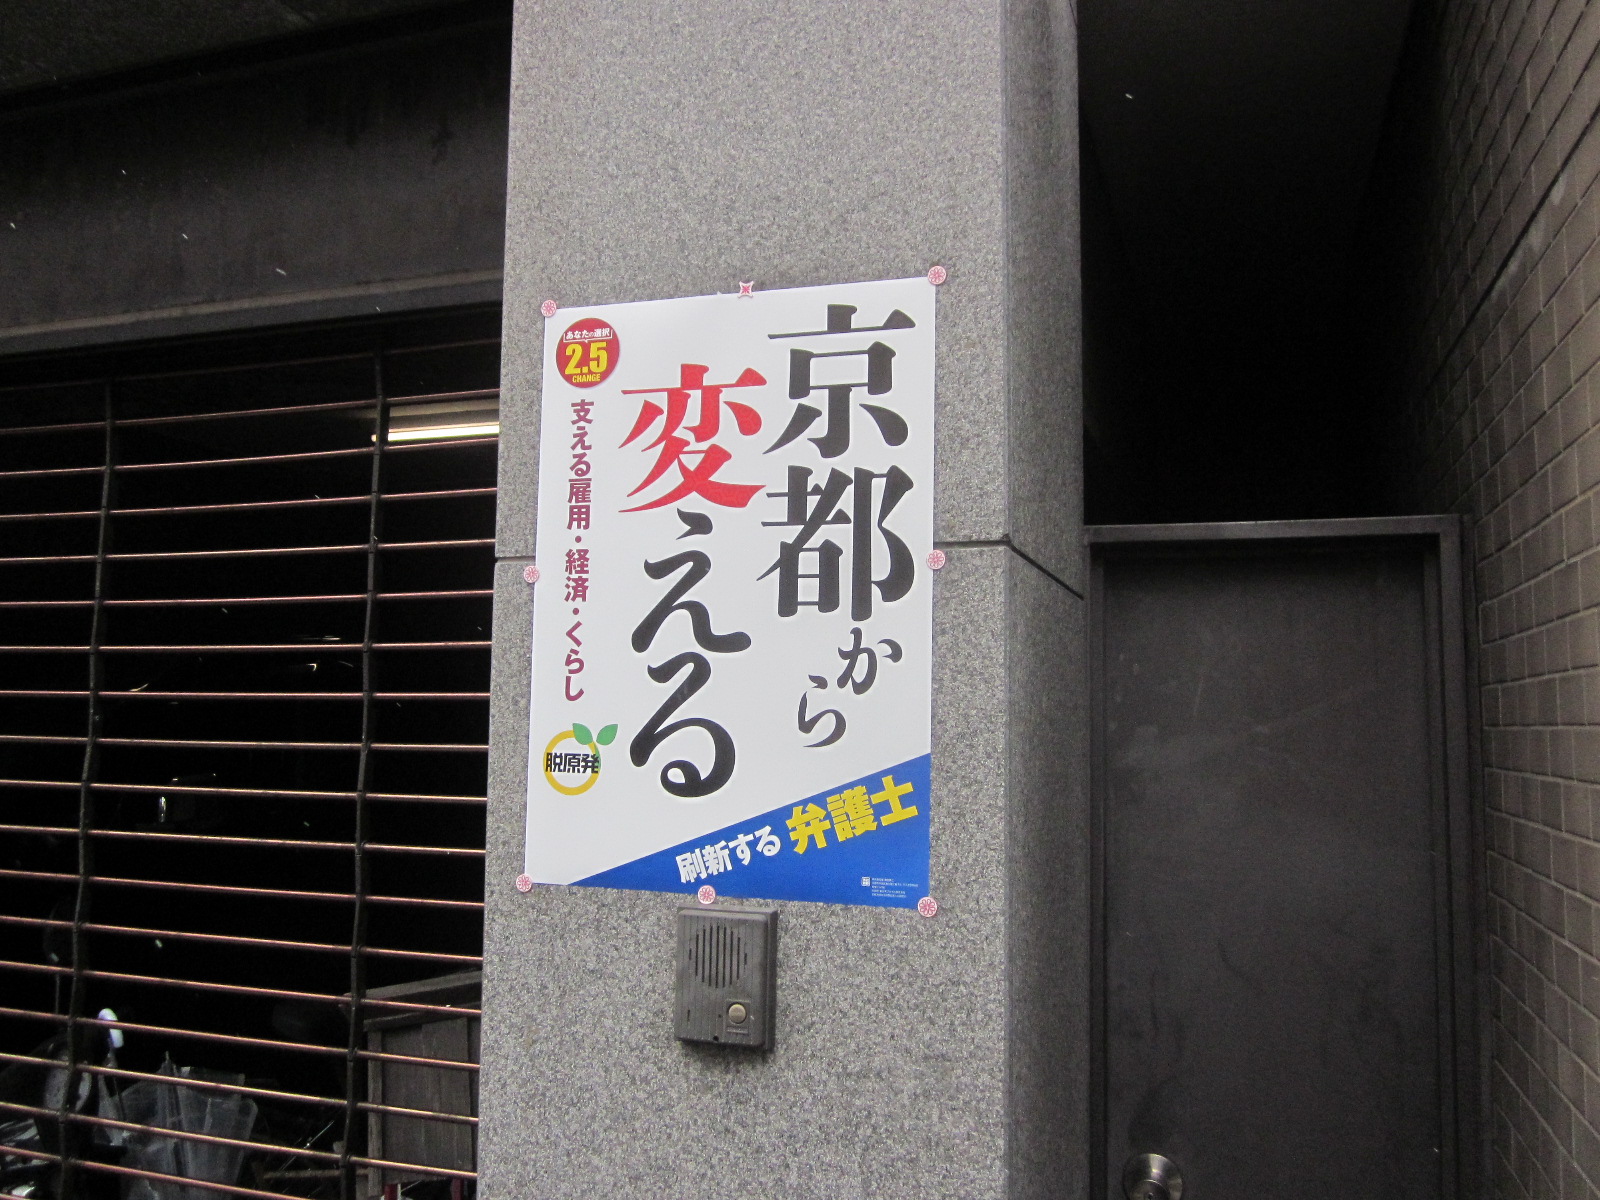 京都から
変える
あなたの選択
2.5
CHANGE
支える雇用・経済・くらし
脱原発
刷新する 弁護士